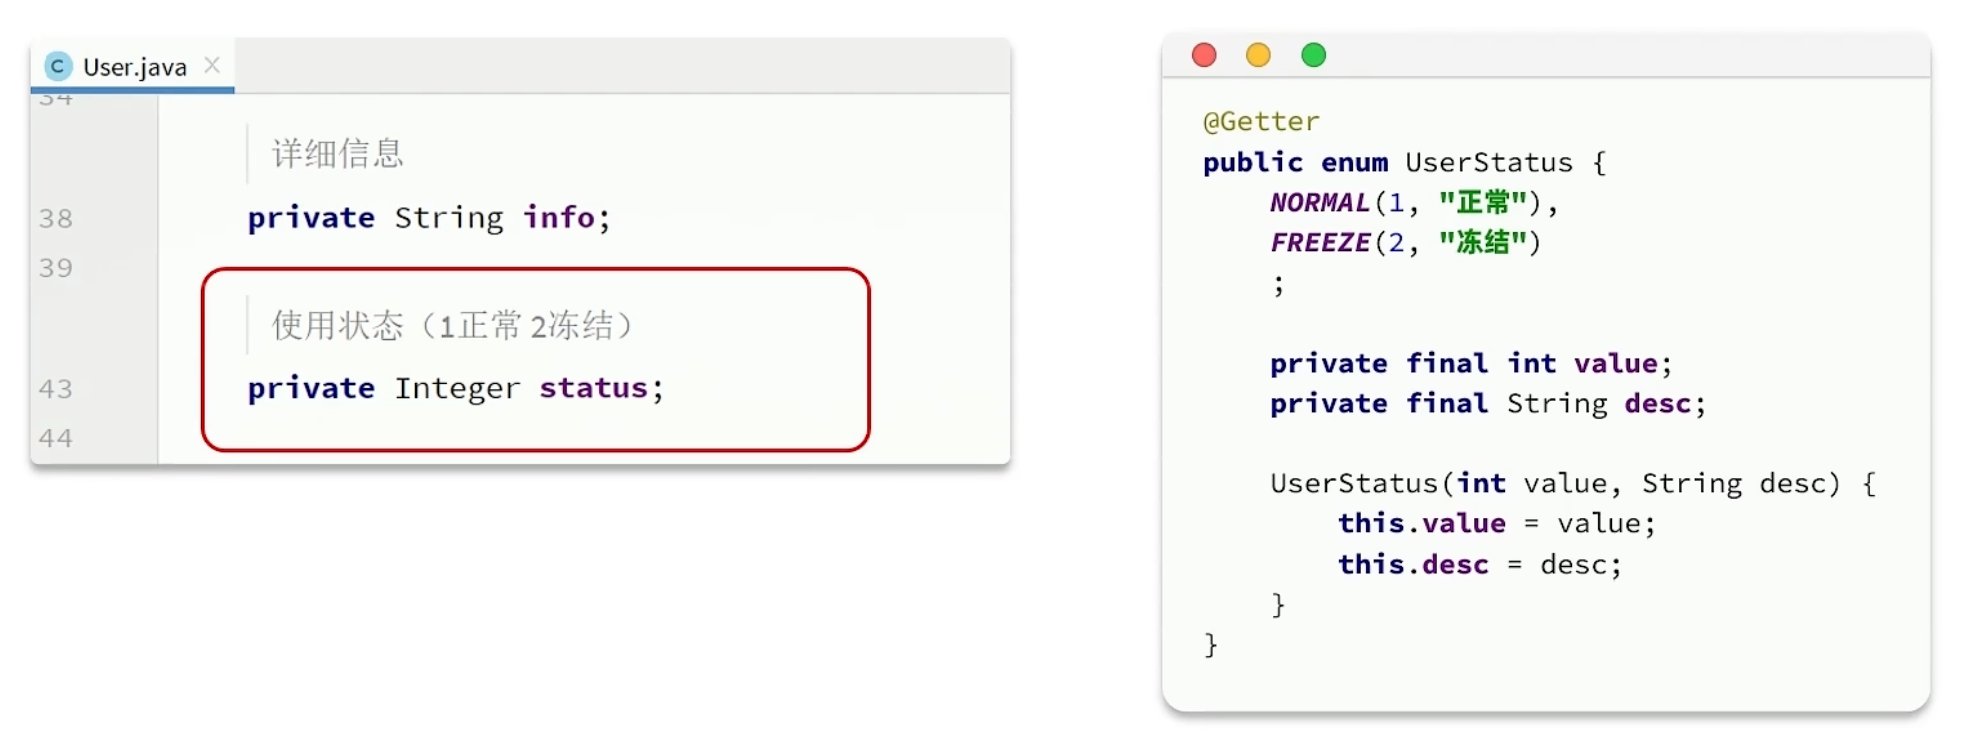 User.java
34
详细信息
38 private String info;
39
使用状态（1正常 2冻结）
43 private Integer status;
44
@Getter
public enum UserStatus {
NORMAL(1, "正常"),
FREEZE(2, "冻结")
;
private final int value;
private final String desc;
UserStatus(int value, String desc) {
this.value = value;
this.desc = desc;
}
}